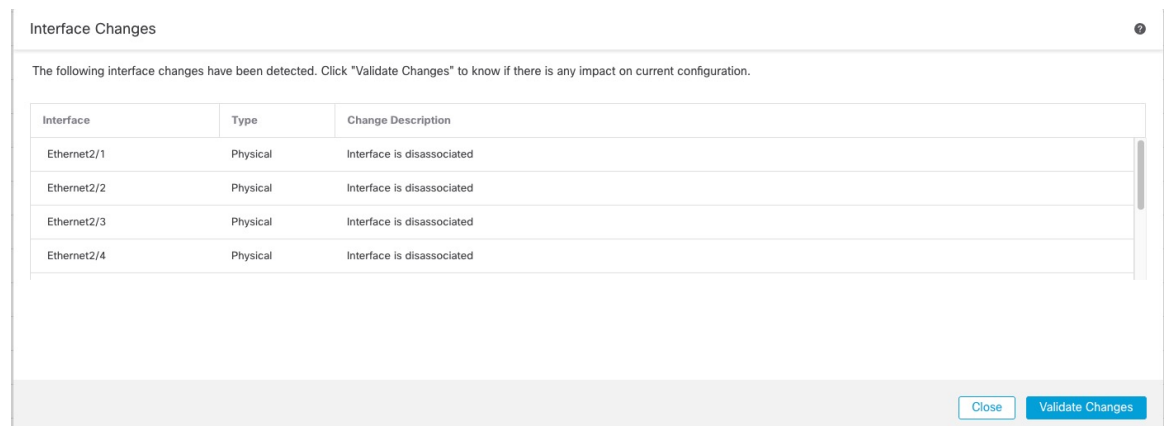 Interface Changes
The following interface changes have been detected. Click "Validate Changes" to know if there is any impact on current configuration.
Interface Type Change Description
Ethernet2/1 Physical Interface is disassociated
Ethernet2/2 Physical Interface is disassociated
Ethernet2/3 Physical Interface is disassociated
Ethernet2/4 Physical Interface is disassociated
Close Validate Changes